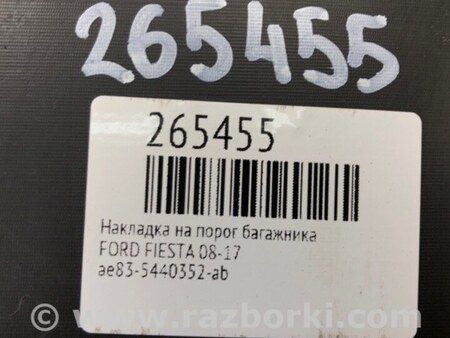 265455
265455
Накладка на порог багажника
FORD FIESTA 08-17
ae83-5440352-ab
© www.razborki.com